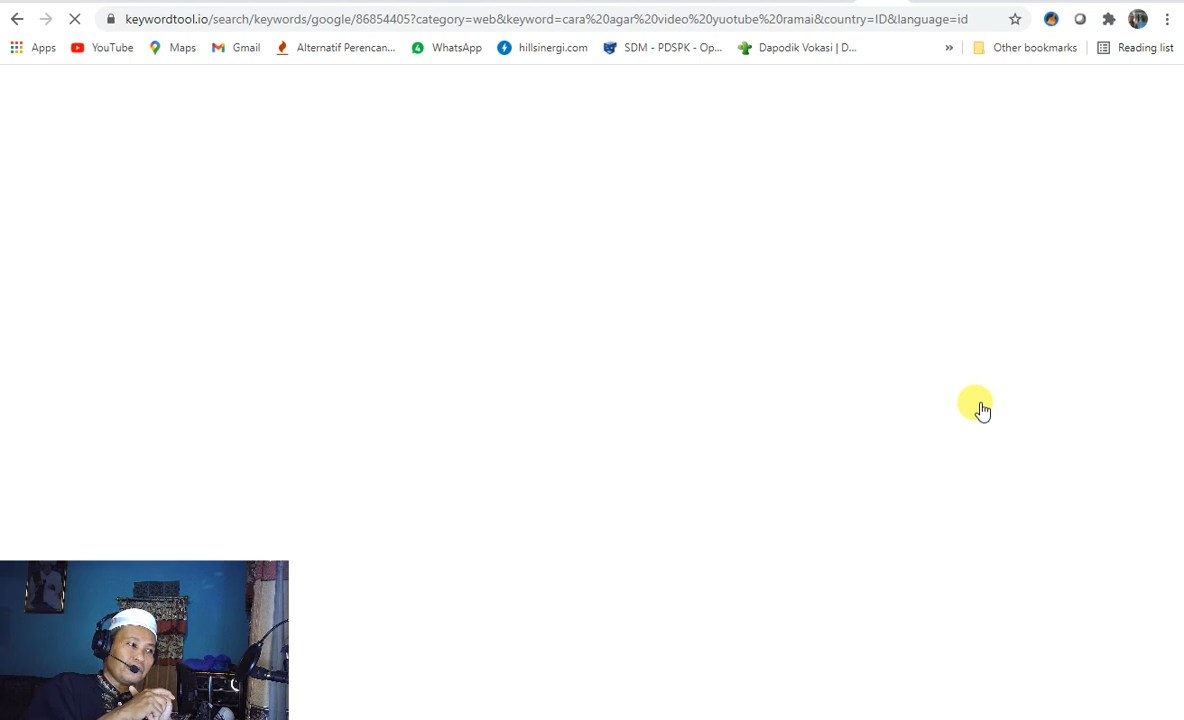 keywordtool.io/search/keywords/google/86854405?category=web&keyword=cara%20agar%20video%20yuotube%20ramai&country=ID&language=id
Apps YouTube Maps Gmail Alternatif Perencan... WhatsApp hillsinergi.com SDM - PDSPK - Op... Dapodik Vokasi | D... » Other bookmarks Reading list